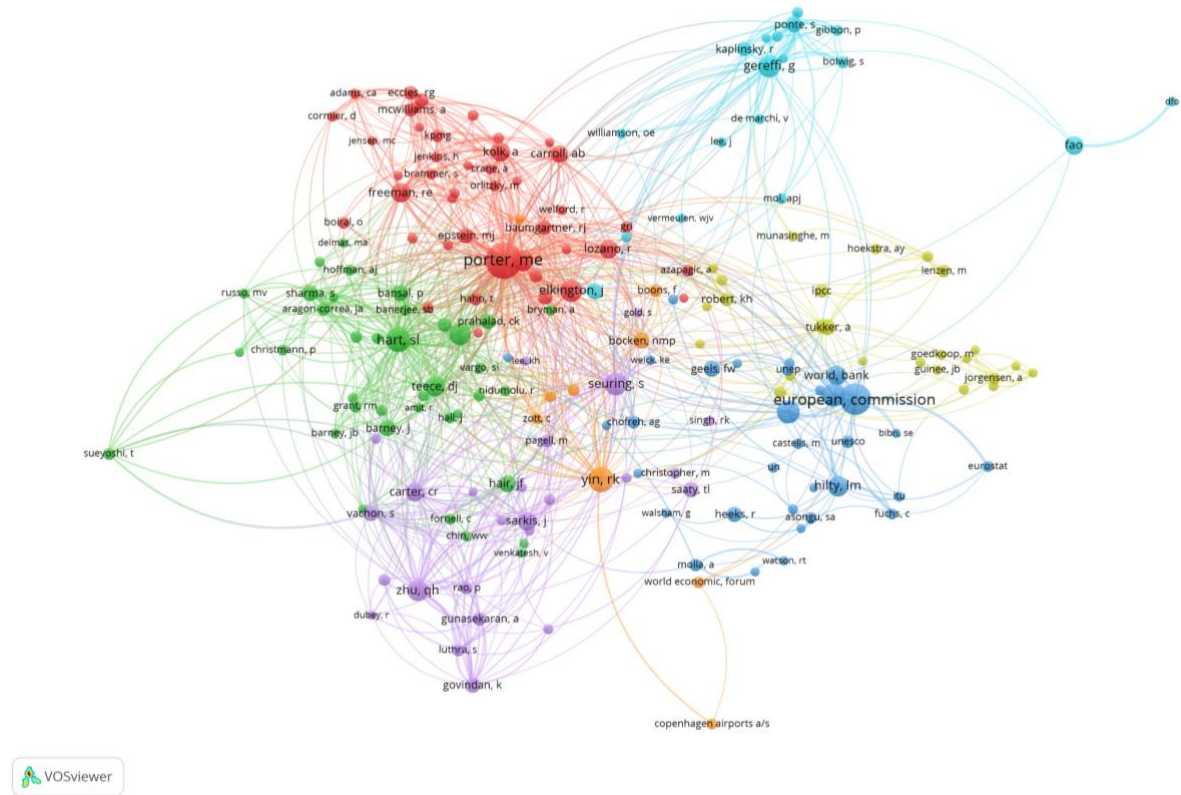 ponte, s
gibbon, p
kaplinsky, r
gereffi, g
bolwig, s
adams, ca
eccles, rg
mcwilliams, a
cormier, d
de marchi, v
williamson, oe
jensen, mc
kpmg
lee, j
fao
jenkins, h
kolk, a
carroll, ab
crane, a
brammer, s
orlitzky, m
freeman, re
mol, apj
welford, r
vermeulen, wjv
boiral, o
baumgartner, rj
gri
epstein, mj
munasinghe, m
delmas, ma
lozano, r
hoekstra, ay
porter, me
hoffman, aj
azapagic, a
lenzen, m
russo, mv
sharma, s
bansal, p
hahn, t
elkington, j
boons, f
robert, kh
ipcc
aragon-correa, ja
banerjee, sb
bryman, a
gold, s
prahalad, ck
tukker, a
hart, sl
bocken, nmp
christmann, p
lee, kh
weick, ke
goedkoop, m
vargo, sl
geels, fw
unep
world, bank
guinee, jb
jorgensen, a
teece, dj
nidumolu, r
seuring, s
grant, rm
amit, r
european, commission
hall, j
zott, c
chofreh, ag
singh, rk
barney, jb
barney, j
pagell, m
castells, m
unesco
bibri, se
sueyoshi, t
un
eurostat
christopher, m
yin, rk
hair, jf
hilty, lm
carter, cr
saaty, tl
itu
vachon, s
fornell, c
sarkis, j
walsham, g
heeks, r
asongu, sa
fuchs, c
chin, ww
venkatesh, v
molla, a
watson, rt
world economic, forum
zhu, qh
rao, p
dubey, r
gunasekaran, a
luthra, s
govindan, k
copenhagen airports a/s
VOSviewer